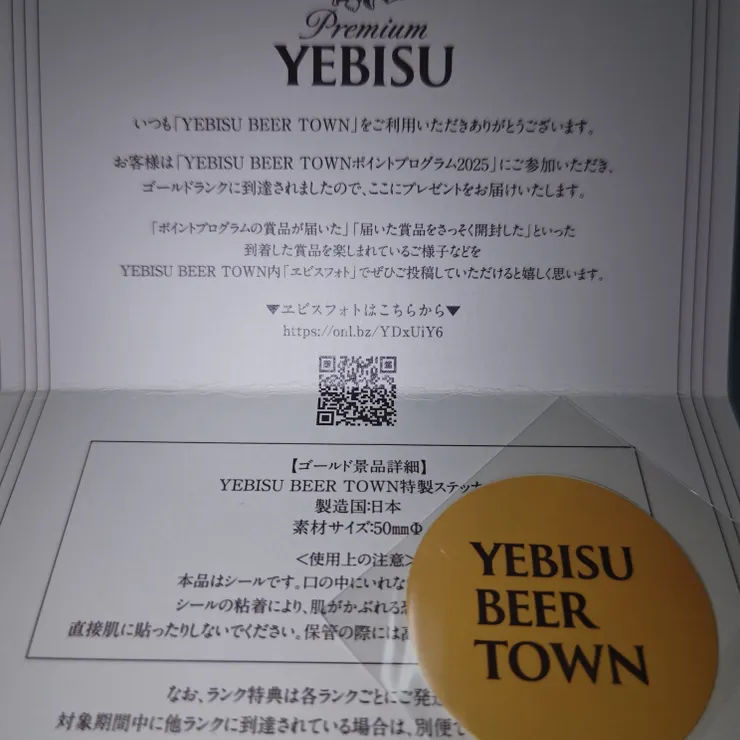 Premium
YEBISU
いつも「YEBISU BEER TOWN」をご利用いただきありがとうございます。
お客様は「YEBISU BEER TOWNポイントプログラム2025」にご参加いただき、
ゴールドランクに到達されましたので、ここにプレゼントをお届けいたします。
「ポイントプログラムの賞品が届いた」「届いた賞品をさっそく開封した」といった
到着した賞品を楽しまれているご様子などを
YEBISU BEER TOWN内「ヱビスフォト」でぜひご投稿していただけると嬉しく思います。
▼ヱビスフォトはこちらから▼
https://onl.bz/YDxUiY6
【ゴールド景品詳細】
YEBISU BEER TOWN特製ステッカ
製造国:日本
素材サイズ:50mmΦ
<使用上の注意>
本品はシールです。口の中にいれな
シールの粘着により、肌がかぶれる
直接肌に貼ったりしないでください。保管の際には
なお、ランク特典は各ランクごとにご発
対象期間中に他ランクに到達されている場合は、別便で
YEBISU
BEER
TOWN